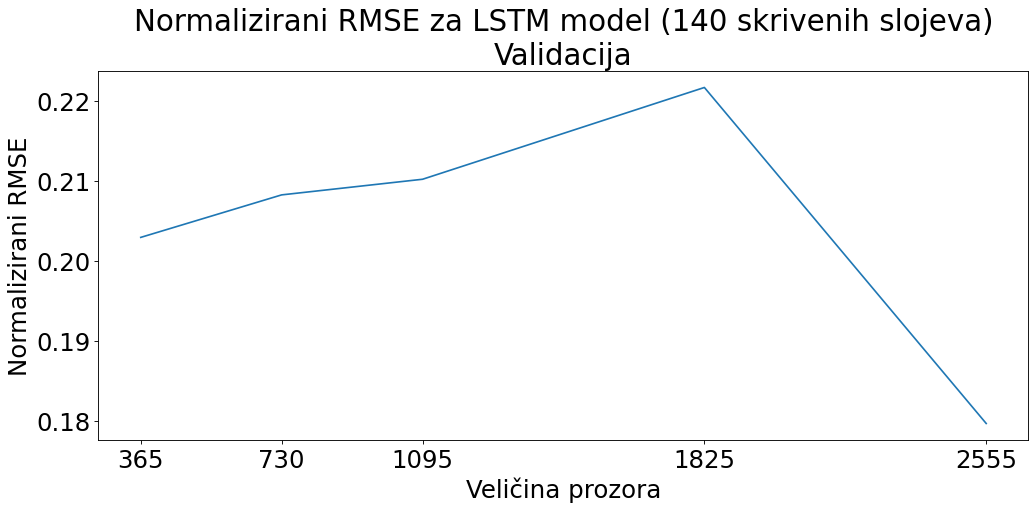 Normalizirani RMSE za LSTM model (140 skrivenih slojeva)
Validacija
Normalizirani RMSE
0.22
0.21
0.20
0.19
0.18
365 730 1095 1825 2555
Veličina prozora